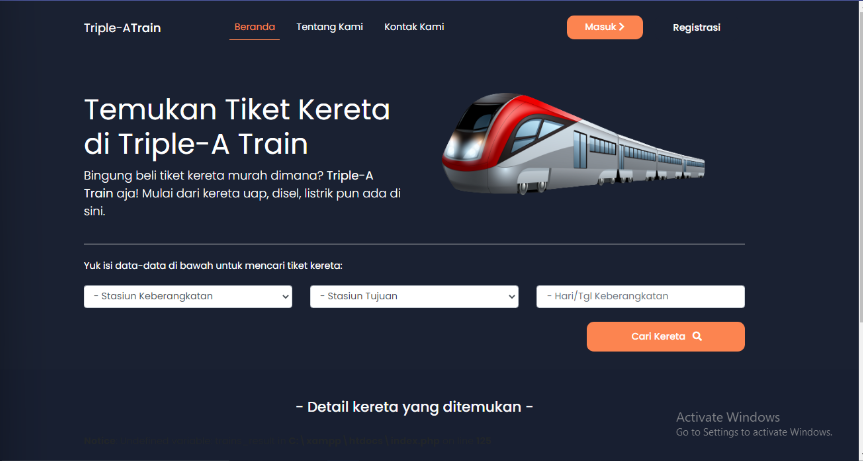 Triple-ATrain
Beranda
Tentang Kami
Kontak Kami
Masuk
Registrasi
Temukan Tiket Kereta
di Triple-A Train
Bingung beli tiket kereta murah dimana? Triple-A
Train aja! Mulai dari kereta uap, disel, listrik pun ada di
sini.
Yuk isi data-data di bawah untuk mencari tiket kereta:
- Stasiun Keberangkatan
- Stasiun Tujuan
- Hari/Tgl Keberangkatan
Cari Kereta
- Detail kereta yang ditemukan -
Activate Windows
Go to Settings to activate Windows.